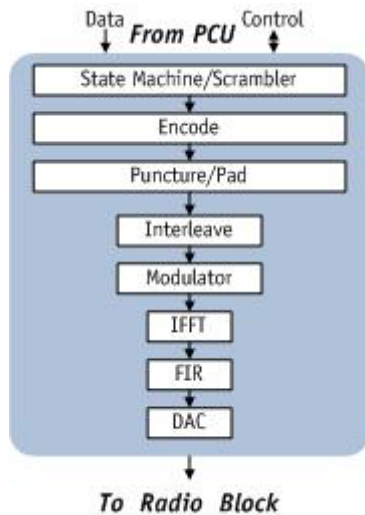 Data
Control
From PCU
State Machine/Scrambler
Encode
Puncture/Pad
Interleave
Modulator
IFFT
FIR
DAC
To Radio Block